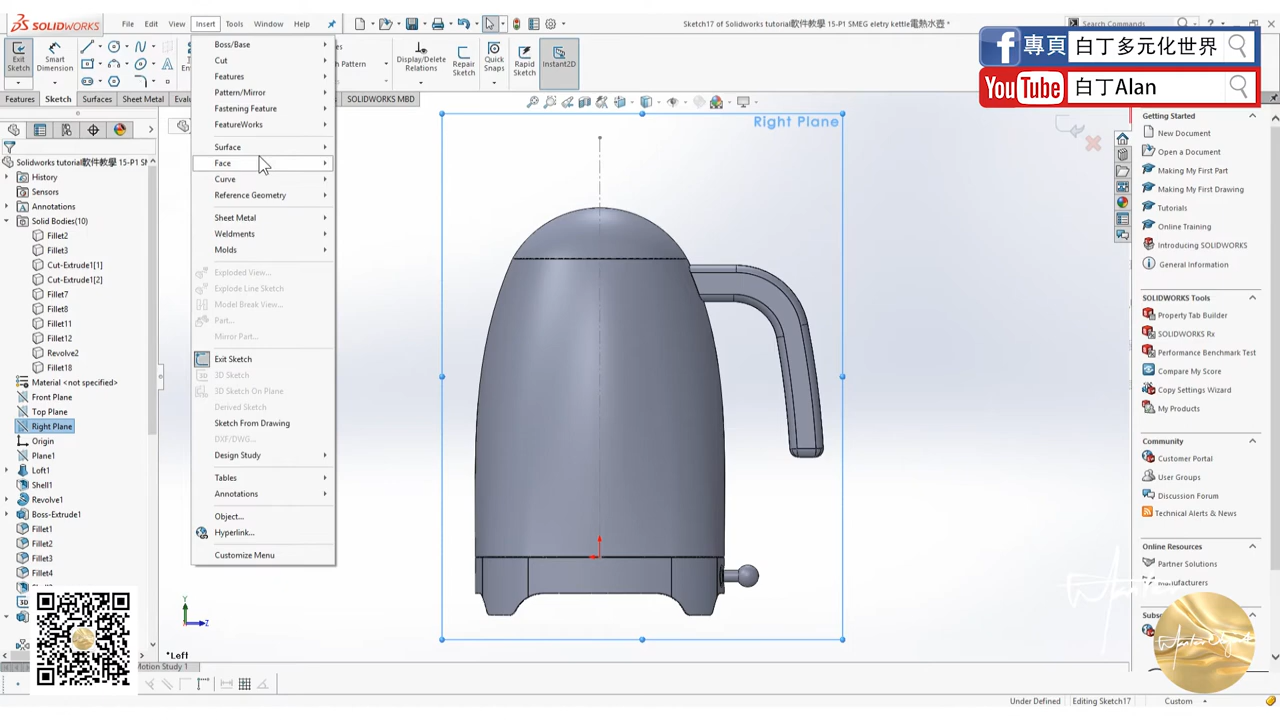 SOLIDWORKS File Edit View Insert Tools Window Help Sketch17 of Solidworks tutorial軟件教學 15-P1 SMEG eletry kettle電熱水壺 * Search Commands
專頁 白丁多元化世界
YouTube 白丁Alan
Exit Sketch
Smart Dimension
Pattern
Display/Delete Relations
Repair Sketch
Quick Snaps
Rapid Sketch
Instant2D
Features Sketch Surfaces Sheet Metal SOLIDWORKS MBD
Solidworks tutorial軟件教學 15-P1 SM
History
Sensors
Annotations
Solid Bodies(10)
Fillet2
Fillet3
Cut-Extrude1[1]
Cut-Extrude1[2]
Fillet7
Fillet8
Fillet11
Fillet12
Revolve2
Fillet18
Material <not specified>
Front Plane
Top Plane
Right Plane
Origin
Plane1
Loft1
Shell1
Revolve1
Boss-Extrude1
Fillet1
Fillet2
Fillet3
Fillet4
Boss/Base
Cut
Features
Pattern/Mirror
Fastening Feature
FeatureWorks
Surface
Face
Curve
Reference Geometry
Sheet Metal
Weldments
Molds
Exploded View...
Explode Line Sketch
Model Break View...
Part...
Mirror Part...
Exit Sketch
3D Sketch
3D Sketch On Plane
Derived Sketch
Sketch From Drawing
DXF/DWG...
Design Study
Tables
Annotations
Object...
Hyperlink...
Customize Menu
Right Plane
Y
Z
*Left
Getting Started
New Document
Open a Document
Making My First Part
Making My First Drawing
Tutorials
Online Training
Introducing SOLIDWORKS
General Information
SOLIDWORKS Tools
Property Tab Builder
SOLIDWORKS Rx
Performance Benchmark Test
Compare My Score
Copy Settings Wizard
My Products
Community
Customer Portal
User Groups
Discussion Forum
Technical Alerts & News
Online Resources
Partner Solutions
Manufacturers
Motion Study 1
Under Defined Editing Sketch17 Custom